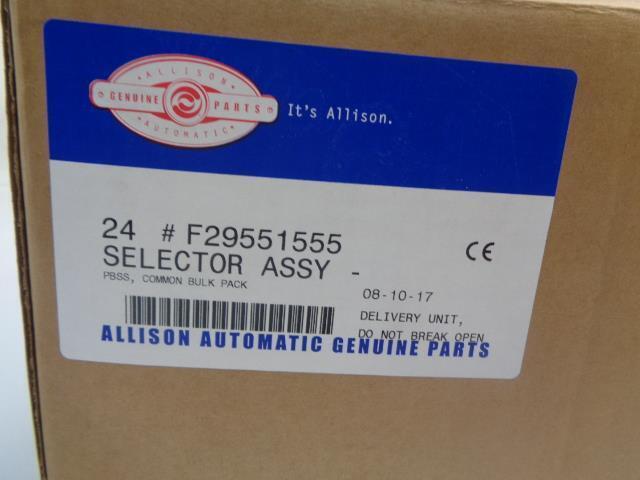 ALLISON
GENUINE PARTS
AUTOMATIC
It's Allison.
24 # F29551555
SELECTOR ASSY -
PBSS, COMMON BULK PACK
CE
08-10-17
DELIVERY UNIT,
DO NOT BREAK OPEN
ALLISON AUTOMATIC GENUINE PARTS